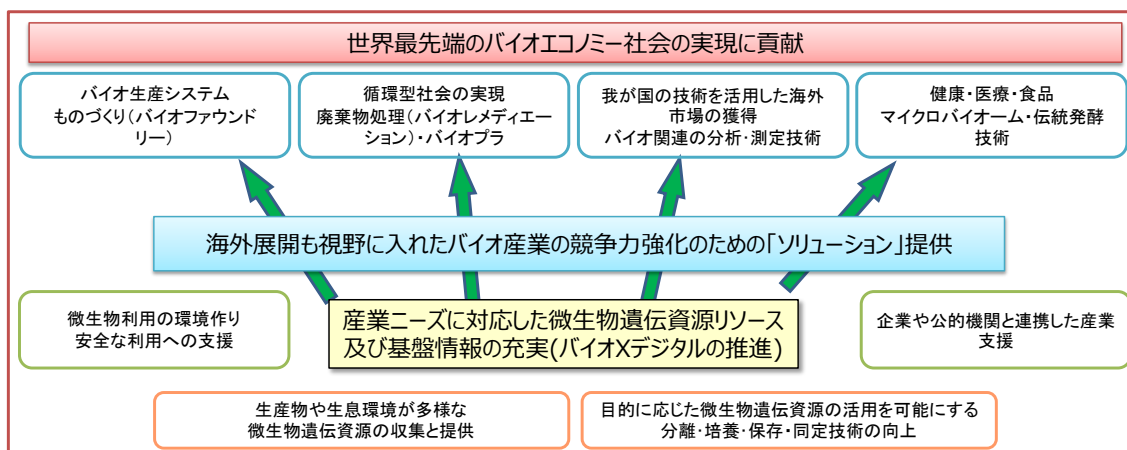 世界最先端のバイオエコノミー社会の実現に貢献
バイオ生産システム
ものづくり(バイオファウンド
リー)
循環型社会の実現
廃棄物処理(バイオレメディエー
ション)・バイオプラ
我が国の技術を活用した海外
市場の獲得
バイオ関連の分析・測定技術
健康・医療・食品
マイクロバイオーム・伝統発酵
技術
海外展開も視野に入れたバイオ産業の競争力強化のための「ソリューション」提供
微生物利用の環境作り
安全な利用への支援
産業ニーズに対応した微生物遺伝資源リソース
及び基盤情報の充実(バイオXデジタルの推進)
企業や公的機関と連携した産業
支援
生産物や生息環境が多様な
微生物遺伝資源の収集と提供
目的に応じた微生物遺伝資源の活用を可能にする
分離・培養・保存・同定技術の向上